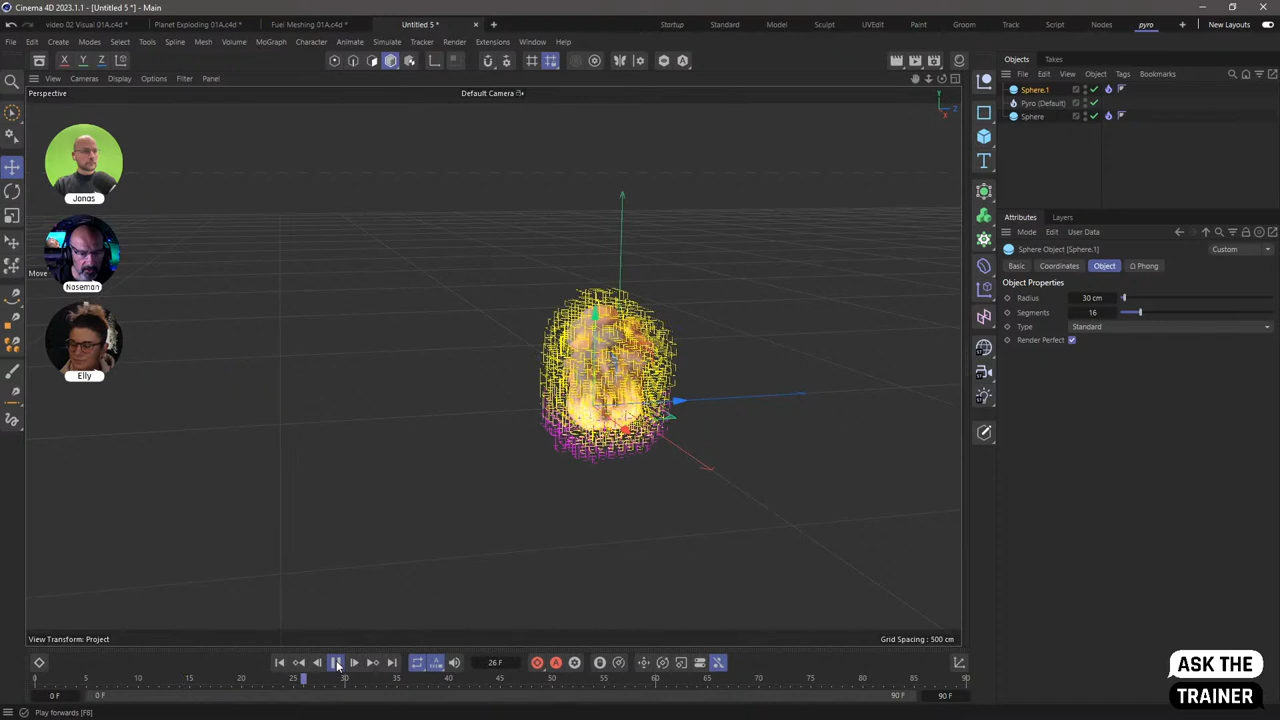 Cinema 4D 2023.1.1 - [Untitled 5 *] - Main
video 02 Visual 01A.c4d *
Planet Exploding 01A.c4d *
Fuel Meshing 01A.c4d *
Untitled 5 *
Startup
Standard
Model
Sculpt
UVEdit
Paint
Groom
Track
Script
Nodes
pyro
New Layouts
File Edit Create Modes Select Tools Spline Mesh Volume MoGraph Character Animate Simulate Tracker Render Extensions Window Help
X Y Z
View Cameras Display Options Filter Panel
Perspective
Default Camera
Y
Z
X
Jonas
Noseman
Move
Elly
Objects Takes
File Edit View Object Tags Bookmarks
Sphere.1
Pyro (Default)
Sphere
Attributes Layers
Mode Edit User Data
Sphere Object [Sphere.1]
Custom
Basic Coordinates Object Phong
Object Properties
Radius 30 cm
Segments 16
Type Standard
Render Perfect
View Transform: Project
Grid Spacing : 500 cm
26 F
25 30 35 40 45 50 55 60 65 70 75 80 85 90
0 F 0 F 90 F 90 F
Play forwards [F8]
ASK THE
TRAINER